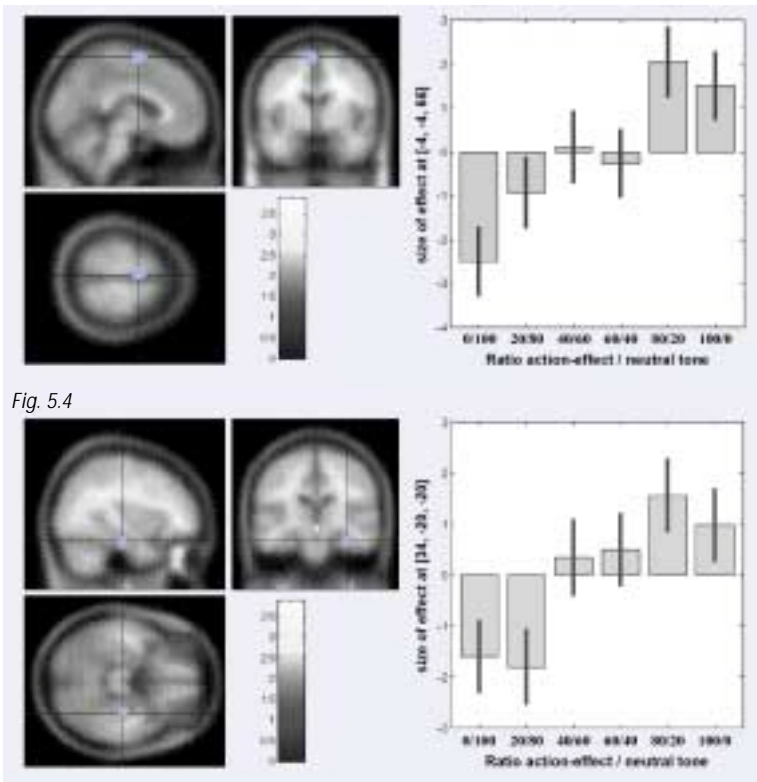 size of effect at [-4, -4, 66]
0/100 20/80 40/60 60/40 80/20 100/0
Ratio action-effect / neutral tone
Fig. 5.4
size of effect at [34, -20, -20]
0/100 20/80 40/60 60/40 80/20 100/0
Ratio action-effect / neutral tone